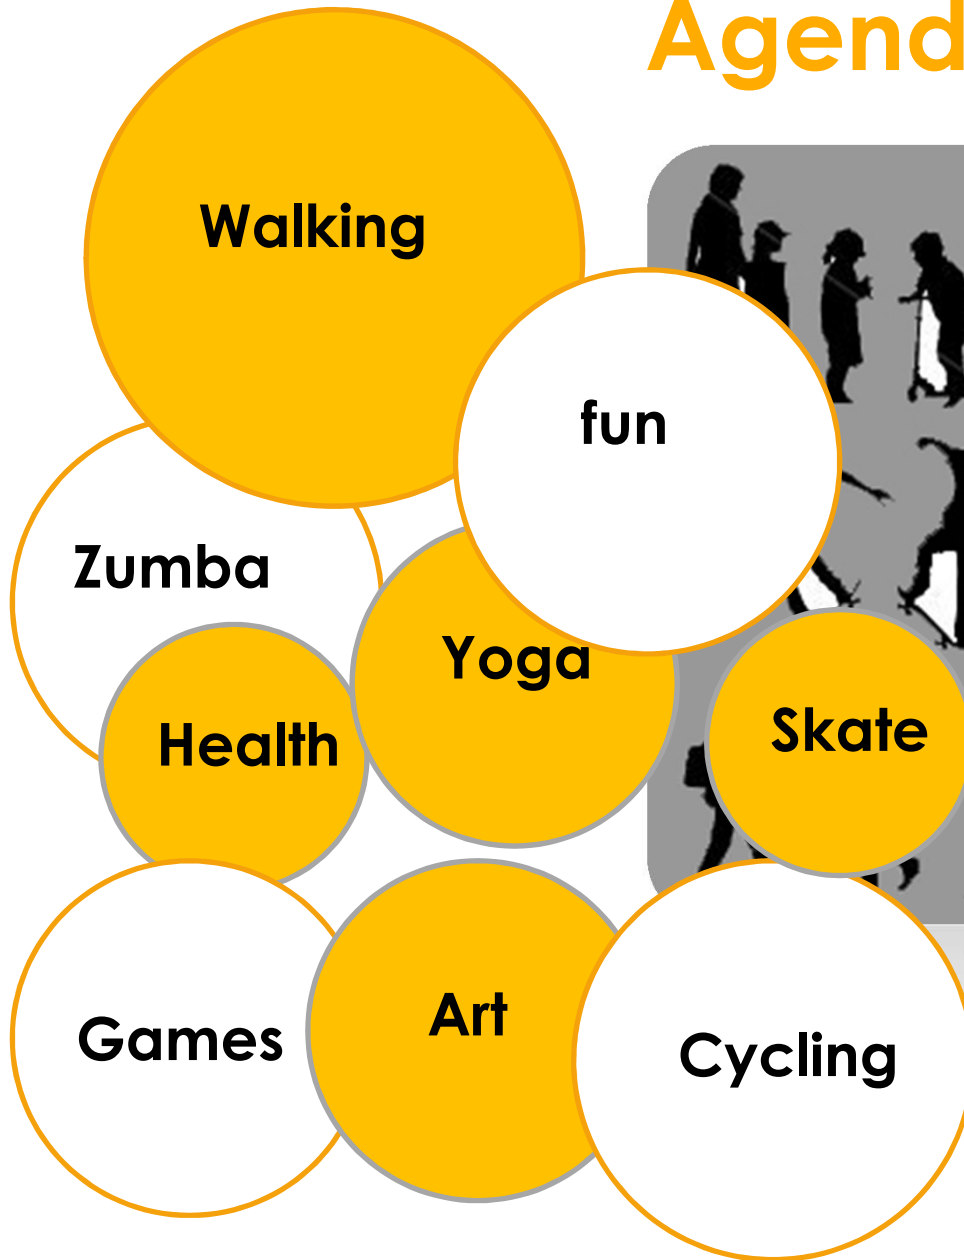 Agend
Walking
fun
Zumba
Yoga
Health
Skate
Games
Art
Cycling